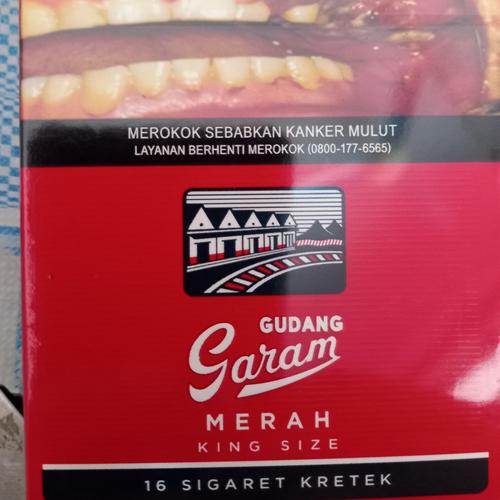 MEROKOK SEBABKAN KANKER MULUT
LAYANAN BERHENTI MEROKOK (0800-177-6565)
GUDANG
Garam
MERAH
KING SIZE
16 SIGARET KRETEK